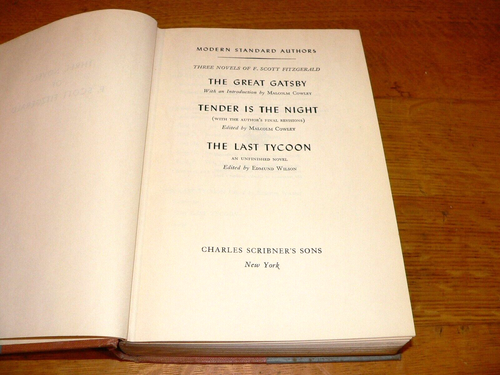 MODERN STANDARD AUTHORS
THREE NOVELS OF F. SCOTT FITZGERALD
THE GREAT GATSBY
With an Introduction by MALCOLM COWLEY
TENDER IS THE NIGHT
(WITH THE AUTHOR'S FINAL REVISIONS)
Edited by MALCOLM COWLEY
THE LAST TYCOON
AN UNFINISHED NOVEL
Edited by EDMUND WILSON
CHARLES SCRIBNER'S SONS
New York